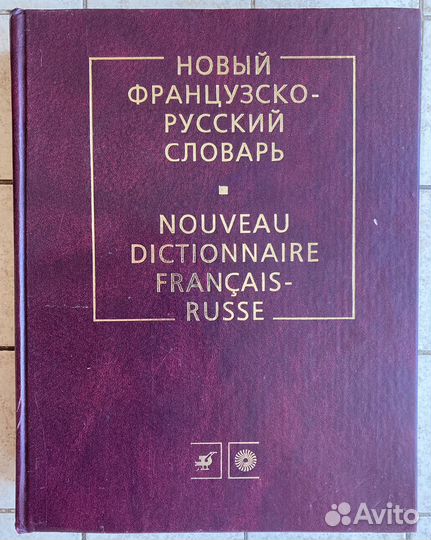 НОВЫЙ
ФРАНЦУЗСКО-
РУССКИЙ
СЛОВАРЬ
NOUVEAU
DICTIONNAIRE
FRANÇAIS-
RUSSE
Avito